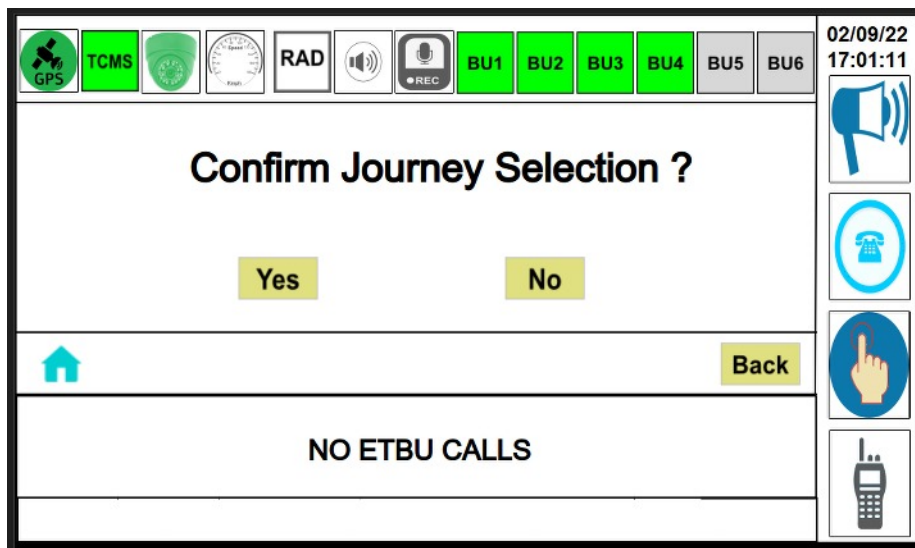 GPS TCMS RAD REC BU1 BU2 BU3 BU4 BU5 BU6
02/09/22
17:01:11
Confirm Journey Selection ?
Yes No
Back
NO ETBU CALLS